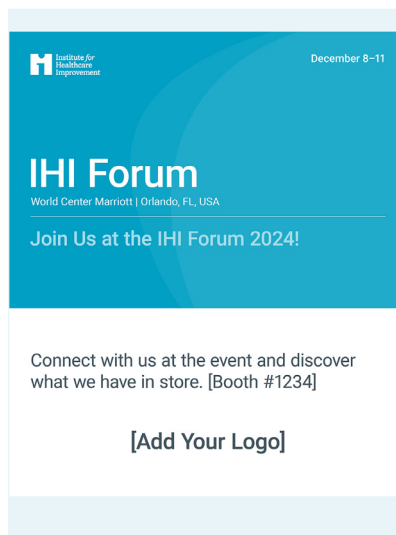 Institute for
Healthcare
Improvement
December 8–11
IHI Forum
World Center Marriott | Orlando, FL, USA
Join Us at the IHI Forum 2024!
Connect with us at the event and discover
what we have in store. [Booth #1234]
[Add Your Logo]